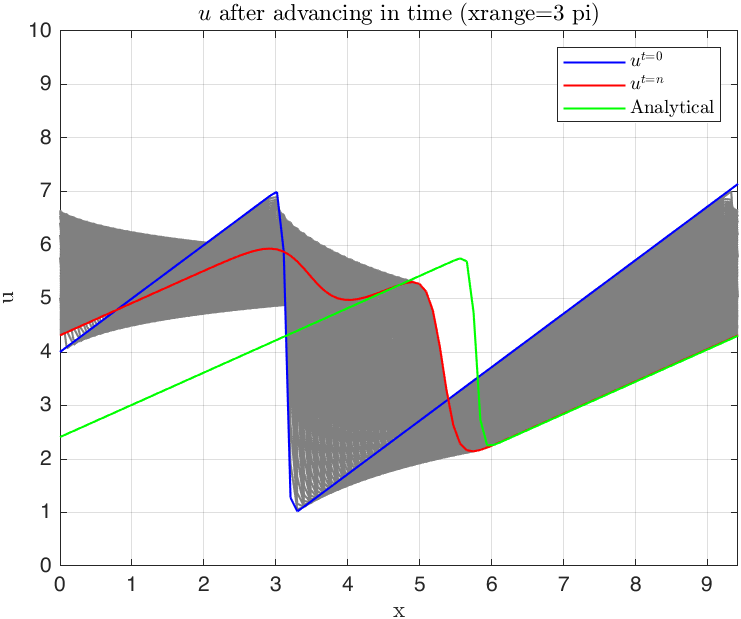 u after advancing in time (xrange=3 pi)
10
9
8
7
6
5
4
3
2
1
0
u
u^{t=0}
u^{t=n}
Analytical
0 1 2 3 4 5 6 7 8 9
x